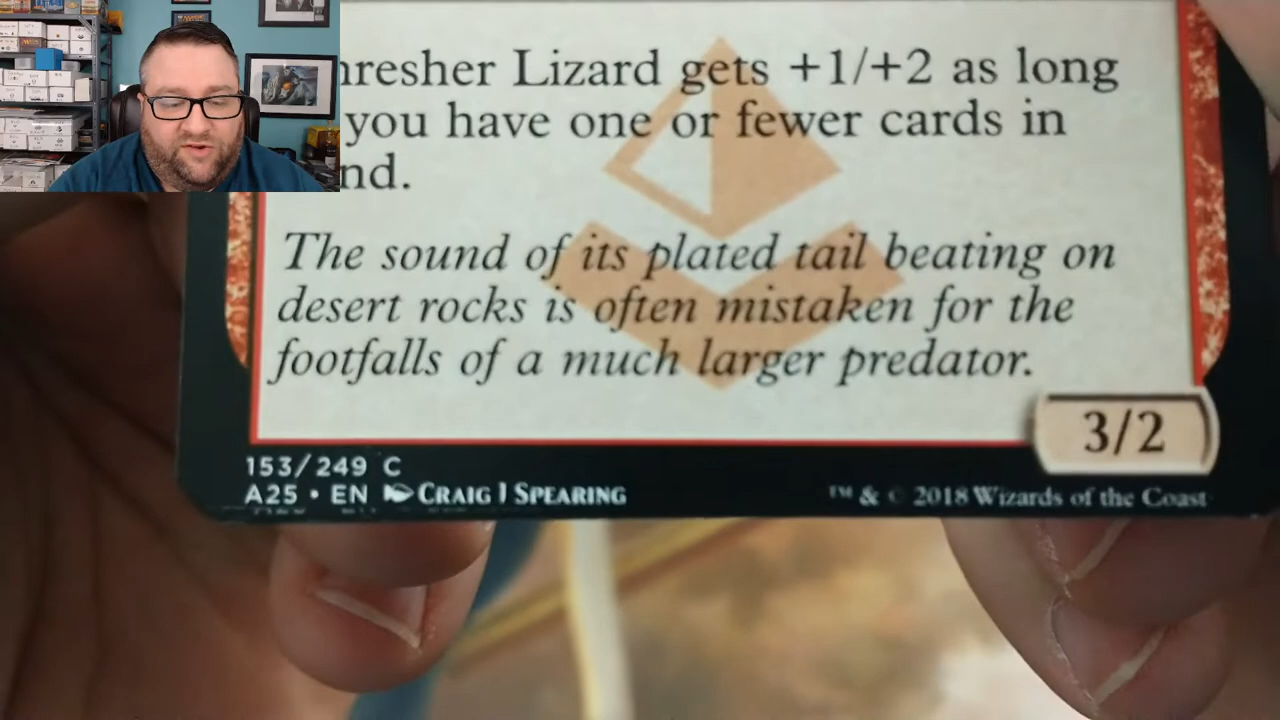 hresher Lizard gets +1/+2 as long
you have one or fewer cards in
nd.
The sound of its plated tail beating on
desert rocks is often mistaken for the
footfalls of a much larger predator.
3/2
153/249 C
A25 • EN CRAIG J SPEARING
™ & © 2018 Wizards of the Coast